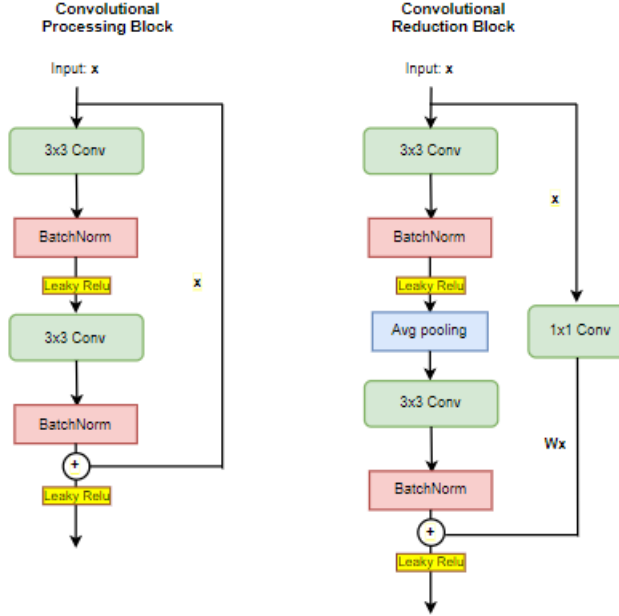 Convolutional
Processing Block
Input: x
3x3 Conv
BatchNorm
Leaky Relu
x
3x3 Conv
BatchNorm
+
Leaky Relu
Convolutional
Reduction Block
Input: x
3x3 Conv
x
BatchNorm
Leaky Relu
Avg pooling
1x1 Conv
3x3 Conv
Wx
BatchNorm
+
Leaky Relu